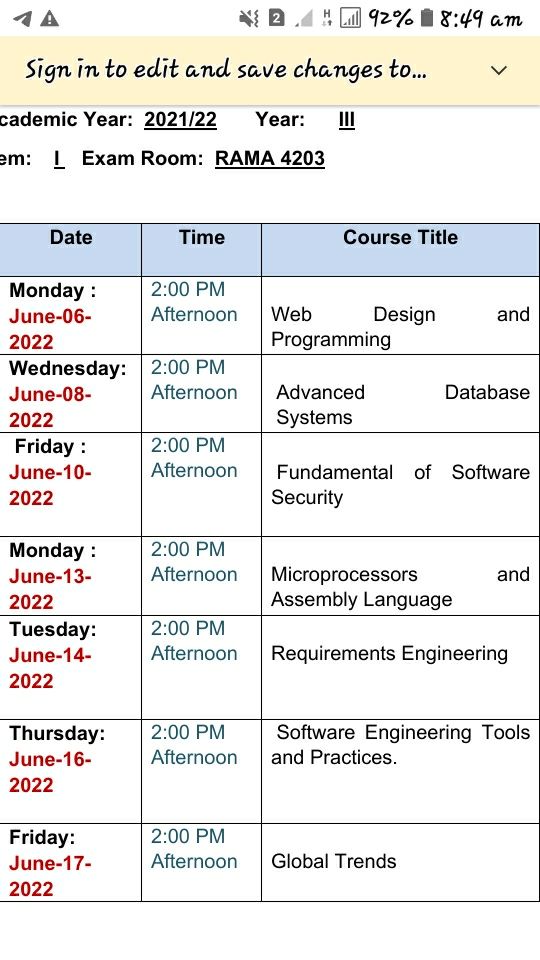 92% 8:49 am
Sign in to edit and save changes to...
cademic Year: 2021/22 Year: III
em: I Exam Room: RAMA 4203
Date Time Course Title
Monday :
June-06-
2022
2:00 PM
Afternoon
Web Design and
Programming
Wednesday:
June-08-
2022
2:00 PM
Afternoon
Advanced Database
Systems
Friday :
June-10-
2022
2:00 PM
Afternoon
Fundamental of Software
Security
Monday :
June-13-
2022
2:00 PM
Afternoon
Microprocessors and
Assembly Language
Tuesday:
June-14-
2022
2:00 PM
Afternoon
Requirements Engineering
Thursday:
June-16-
2022
2:00 PM
Afternoon
Software Engineering Tools
and Practices.
Friday:
June-17-
2022
2:00 PM
Afternoon
Global Trends